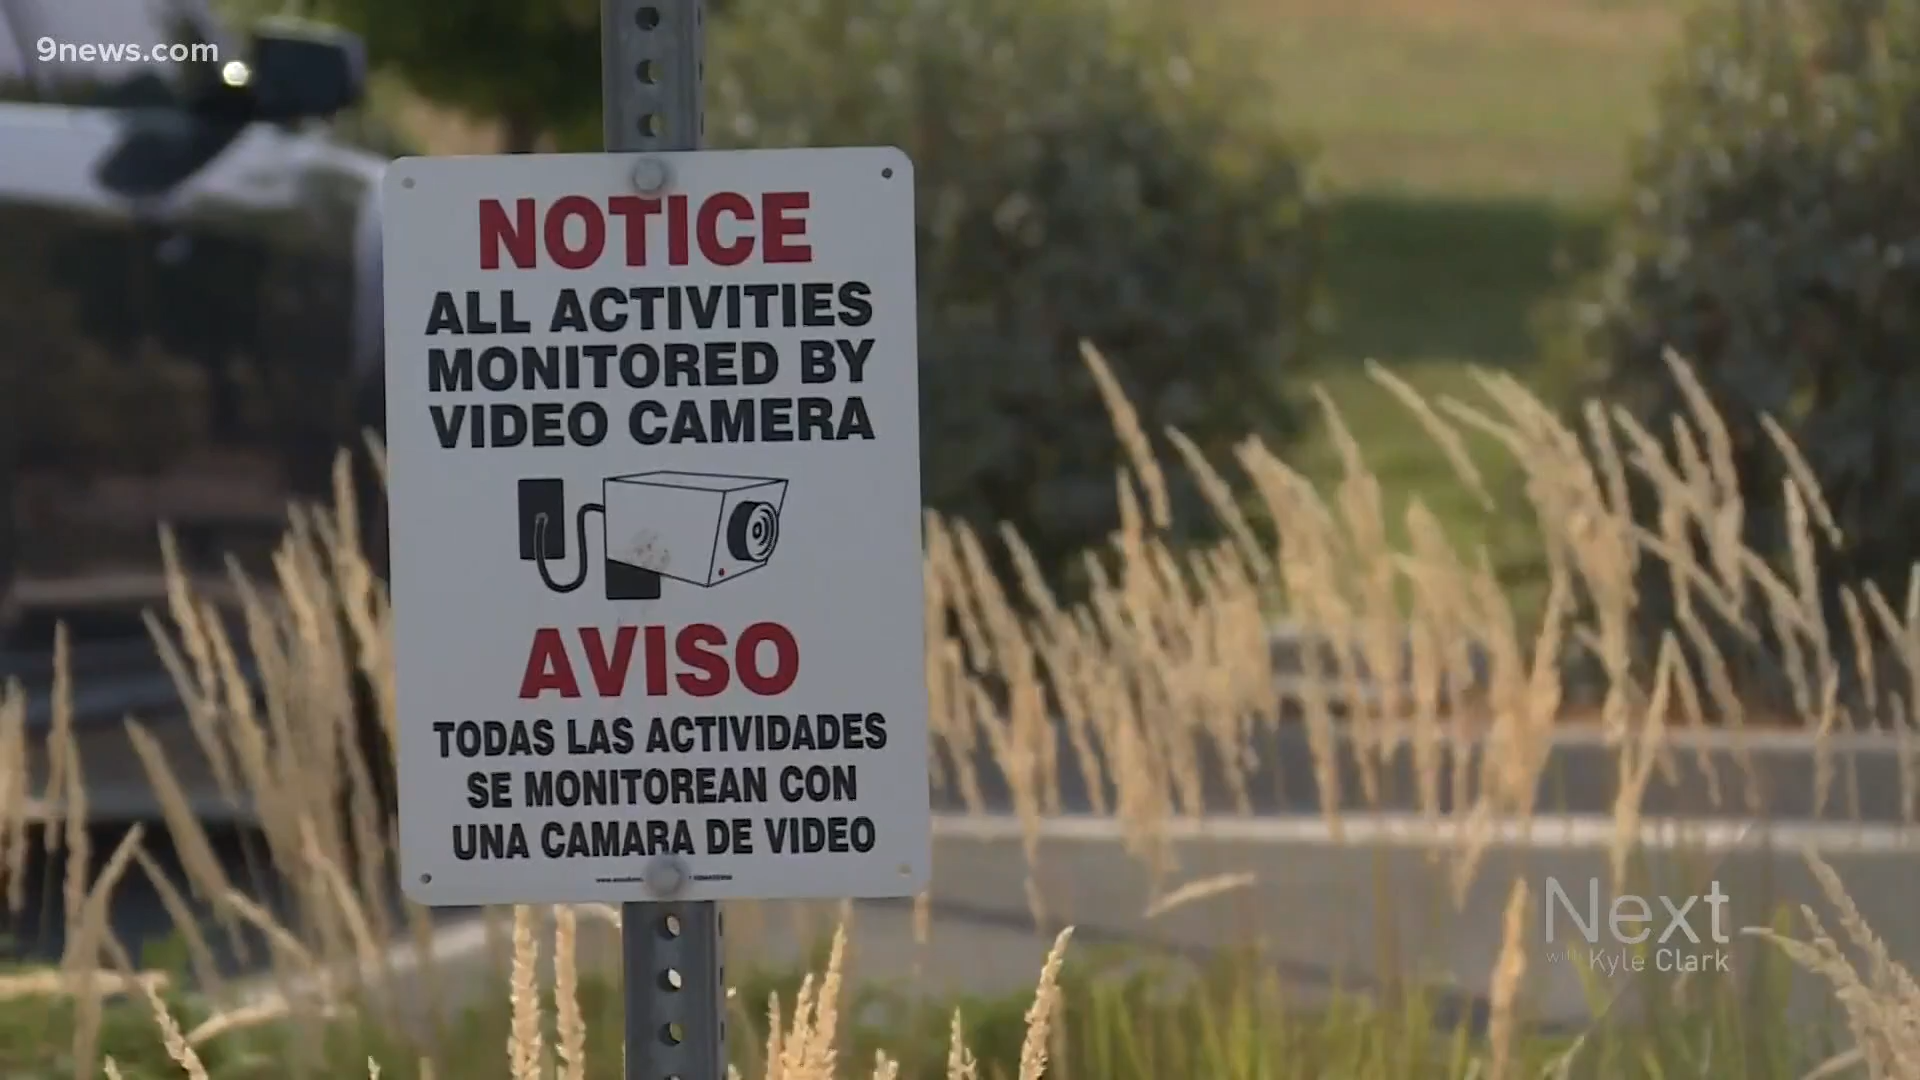 9news.com
NOTICE
ALL ACTIVITIES
MONITORED BY
VIDEO CAMERA
AVISO
TODAS LAS ACTIVIDADES
SE MONITOREAN CON
UNA CAMARA DE VIDEO
Next
with Kyle Clark